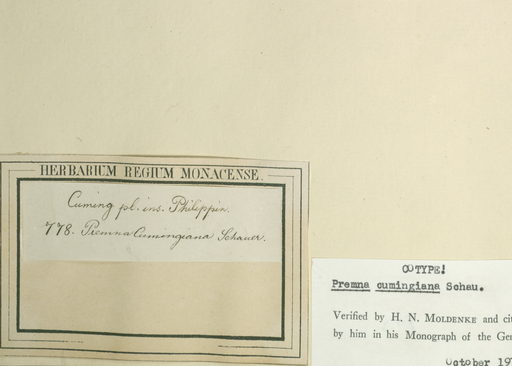 HERBARIUM REGIUM MONACENSE.
Cuming pl. ins. Philippin.
778. Premna Cumingiana Schauer.
COTYPE!
Premna cumingiana Schau.
Verified by H. N. MOLDENKE and cit
by him in his Monograph of the Gen
October 19